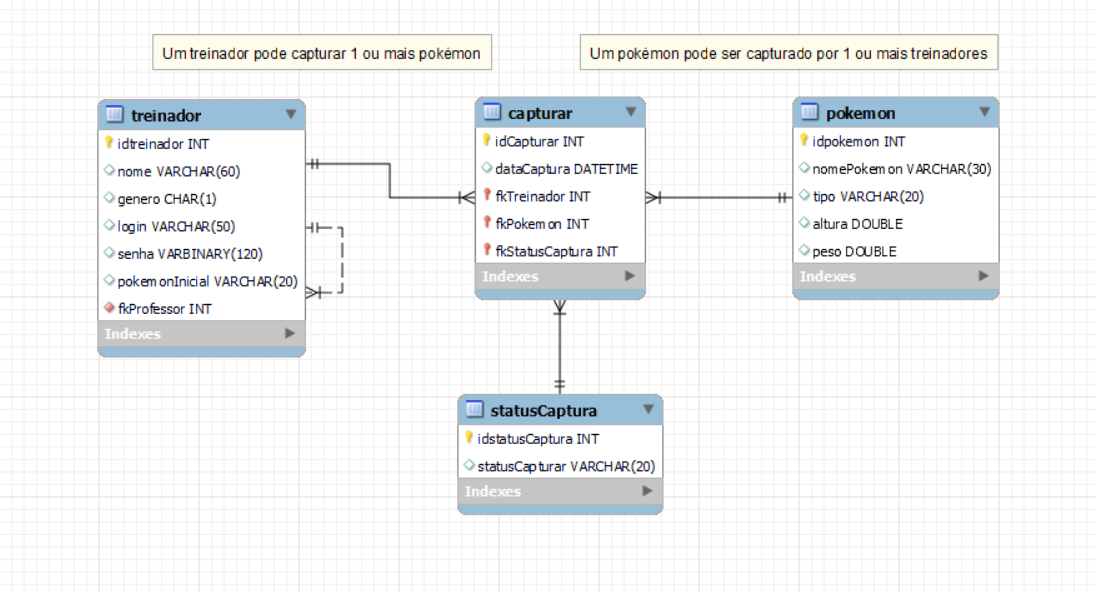 Um treinador pode capturar 1 ou mais pokémon
Um pokémon pode ser capturado por 1 ou mais treinadores
treinador
idtreinador INT
nome VARCHAR(60)
genero CHAR(1)
login VARCHAR(50)
senha VARBINARY(120)
pokemonInicial VARCHAR(20)
fkProfessor INT
Indexes
capturar
idCapturar INT
dataCaptura DATETIME
fkTreinador INT
fkPokemon INT
fkStatusCaptura INT
Indexes
pokemon
idpokemon INT
nomePokemon VARCHAR(30)
tipo VARCHAR(20)
altura DOUBLE
peso DOUBLE
Indexes
statusCaptura
idstatusCaptura INT
statusCapturar VARCHAR(20)
Indexes